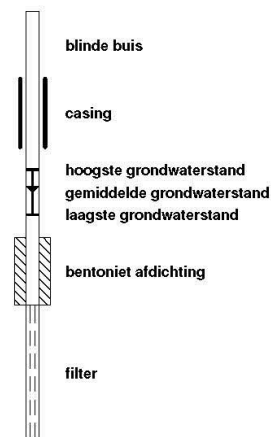 blinde buis
casing
hoogste grondwaterstand
gemiddelde grondwaterstand
laagste grondwaterstand
bentoniet afdichting
filter